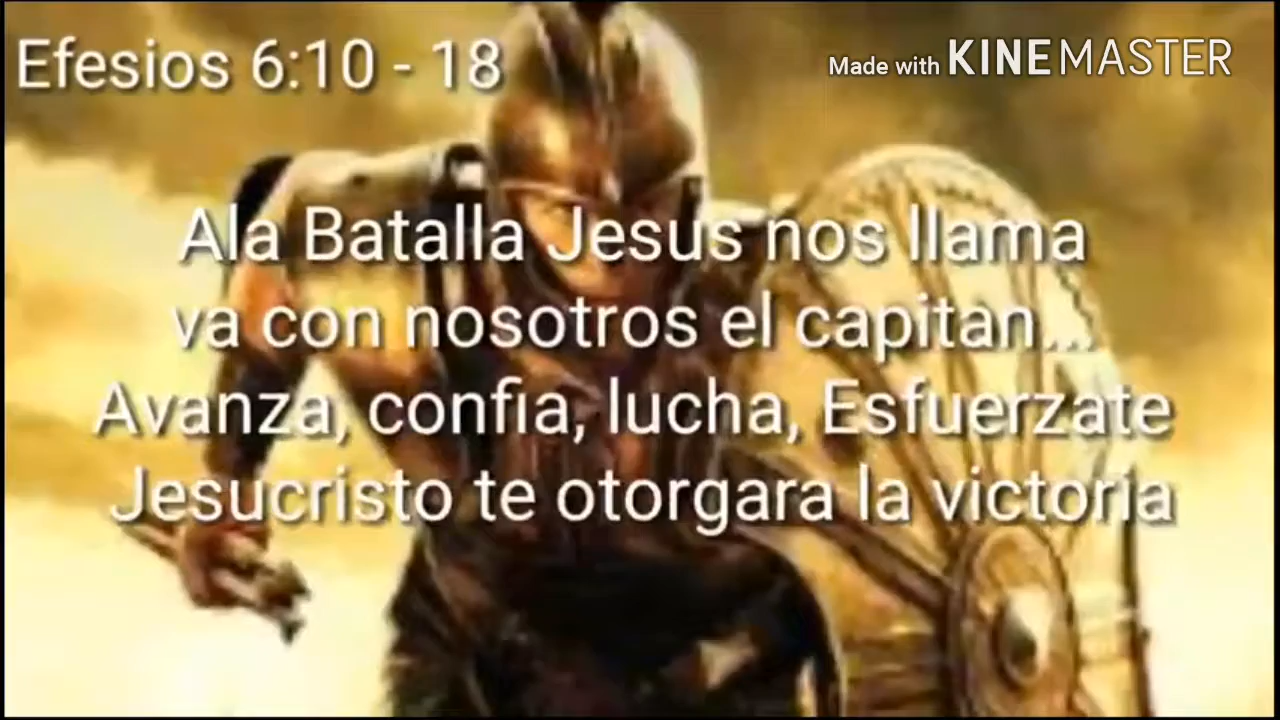 Efesios 6:10 - 18
Made with KINEMASTER
Ala Batalla Jesus nos llama
va con nosotros el capitan...
Avanza, confia, lucha, Esfuerzate
Jesucristo te otorgara la victoria